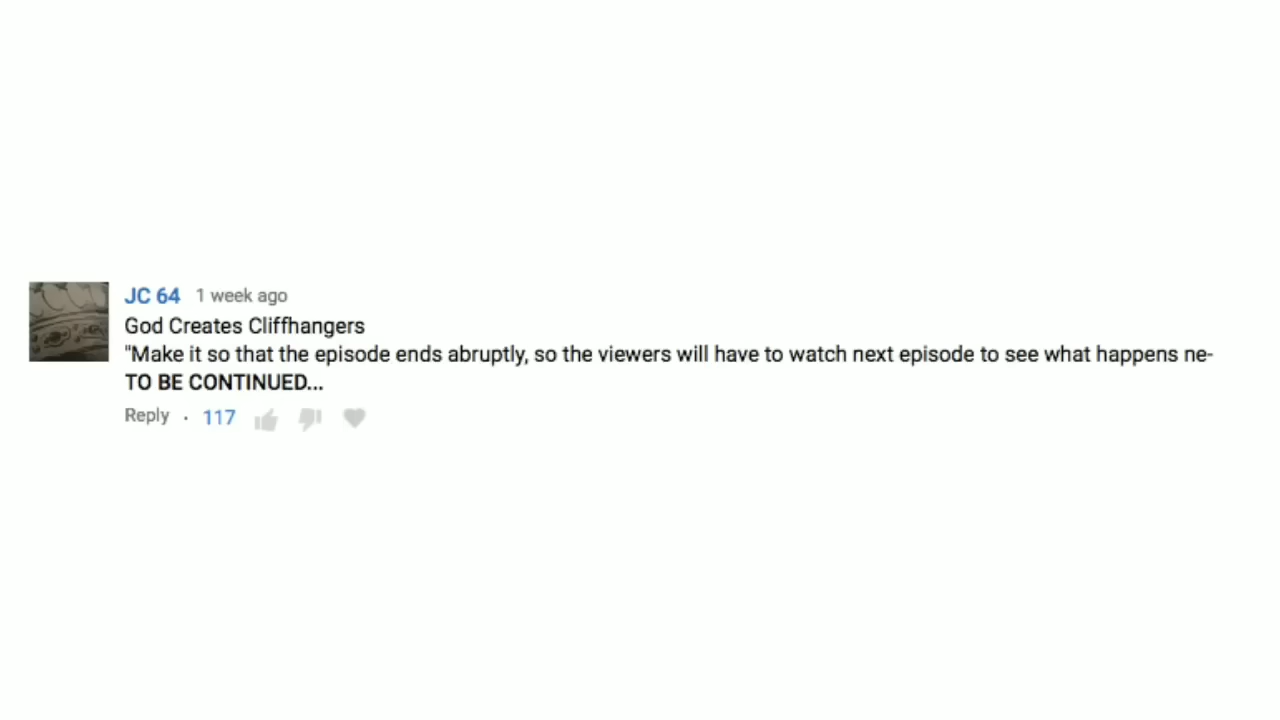 JC 64 1 week ago
God Creates Cliffhangers
"Make it so that the episode ends abruptly, so the viewers will have to watch next episode to see what happens ne-
TO BE CONTINUED...
Reply · 117